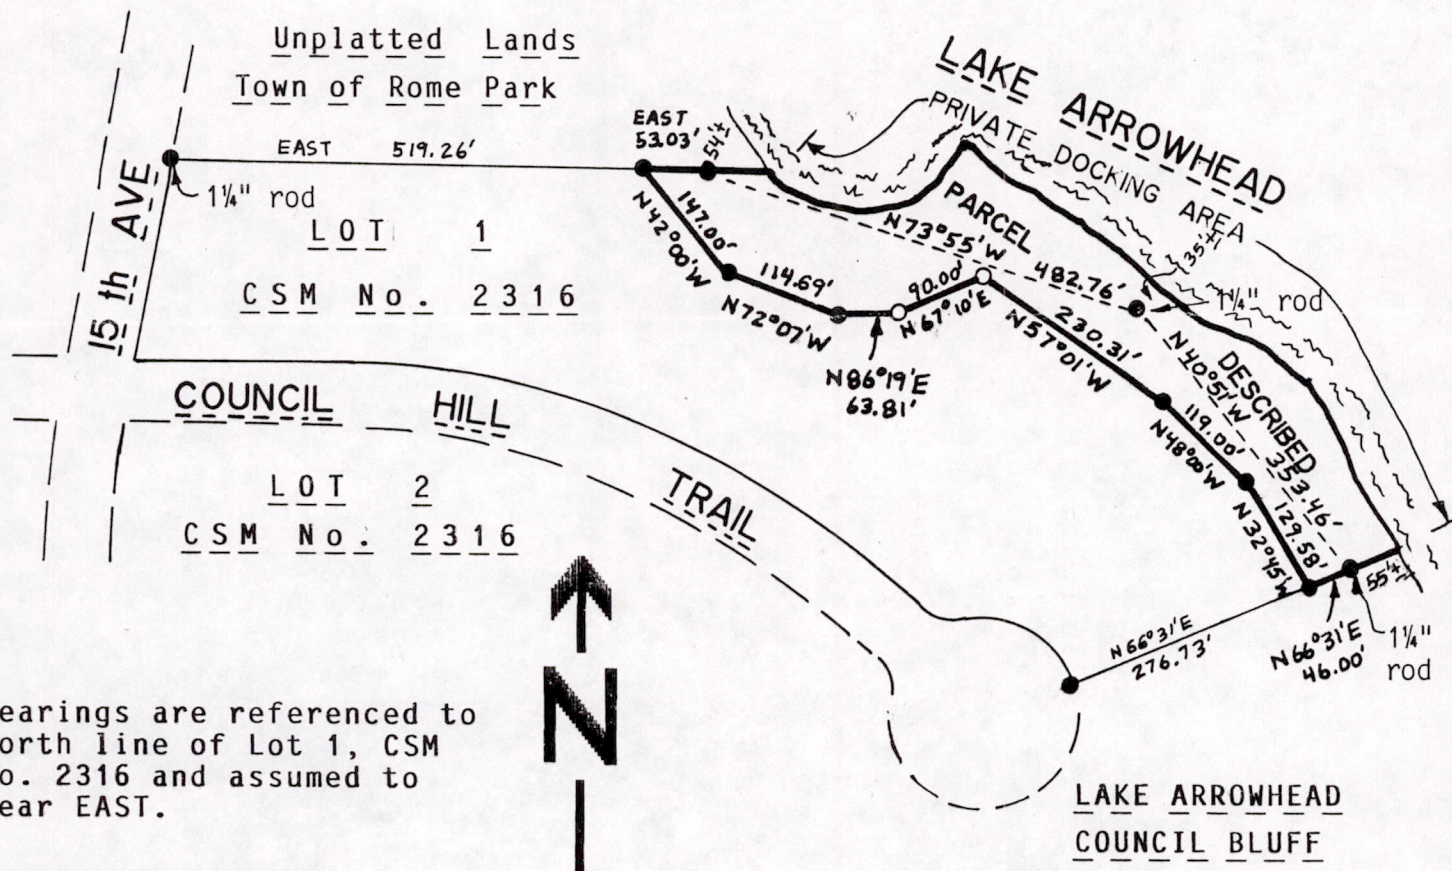 Unplatted Lands
Town of Rome Park
LAKE ARROWHEAD
PRIVATE DOCKING AREA
EAST
53.03'
54'±
EAST 519.26'
1¼" rod
15 th AVE
LOT 1
CSM No. 2316
147.00'
N42°00'W
114.69'
N72°07'W
N86°19'E
63.81'
90.00'
N67°10'E
PARCEL
N73°55'W 482.76'
35'±
1¼" rod
230.31'
N57°01'W
N40°51'W 353.46'
DESCRIBED
119.00'
N48°00'W
129.58'
N32°45'W
55'±
N66°31'E
46.00'
1¼"
rod
N66°31'E
276.73'
COUNCIL HILL TRAIL
LOT 2
CSM No. 2316
N
earings are referenced to
orth line of Lot 1, CSM
o. 2316 and assumed to
ear EAST.
LAKE ARROWHEAD
COUNCIL BLUFF